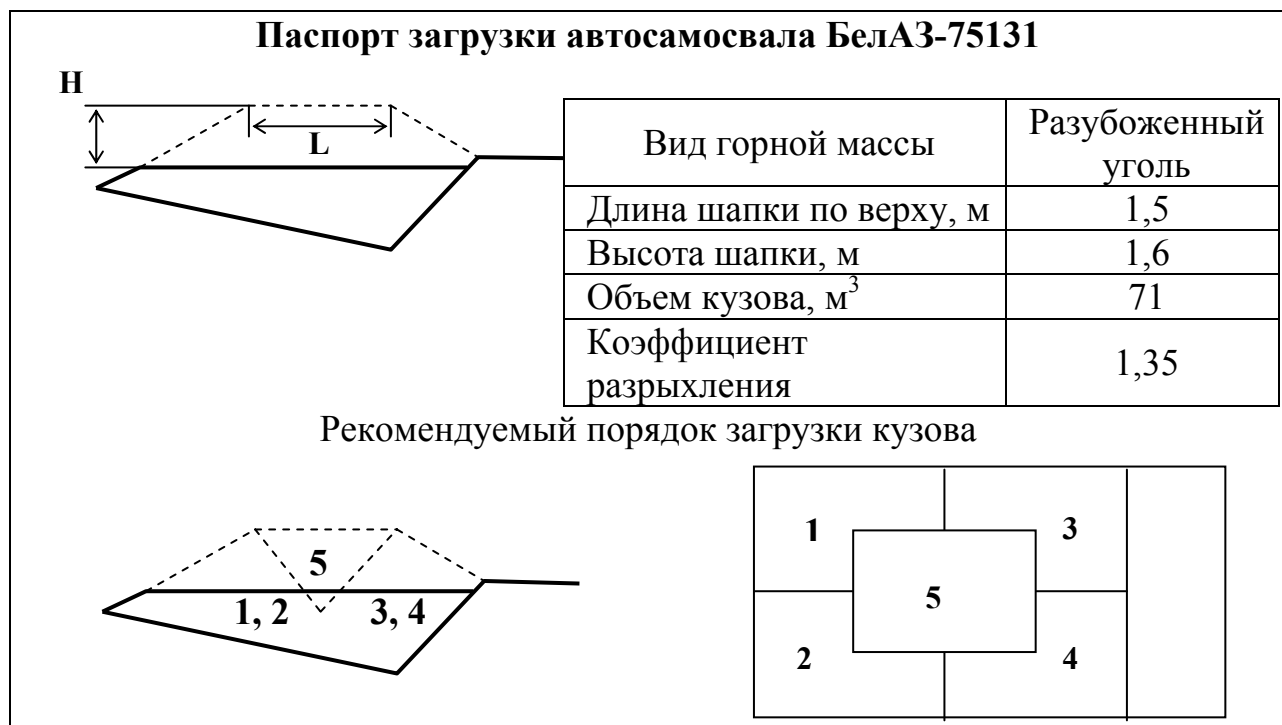 Паспорт загрузки автосамосвала БелАЗ-75131
H
L
Вид горной массы
Разубоженный
уголь
Длина шапки по верху, м
1,5
Высота шапки, м
1,6
Объем кузова, м³
71
Коэффициент
разрыхления
1,35
Рекомендуемый порядок загрузки кузова
5
1, 2
3, 4
1
3
5
2
4